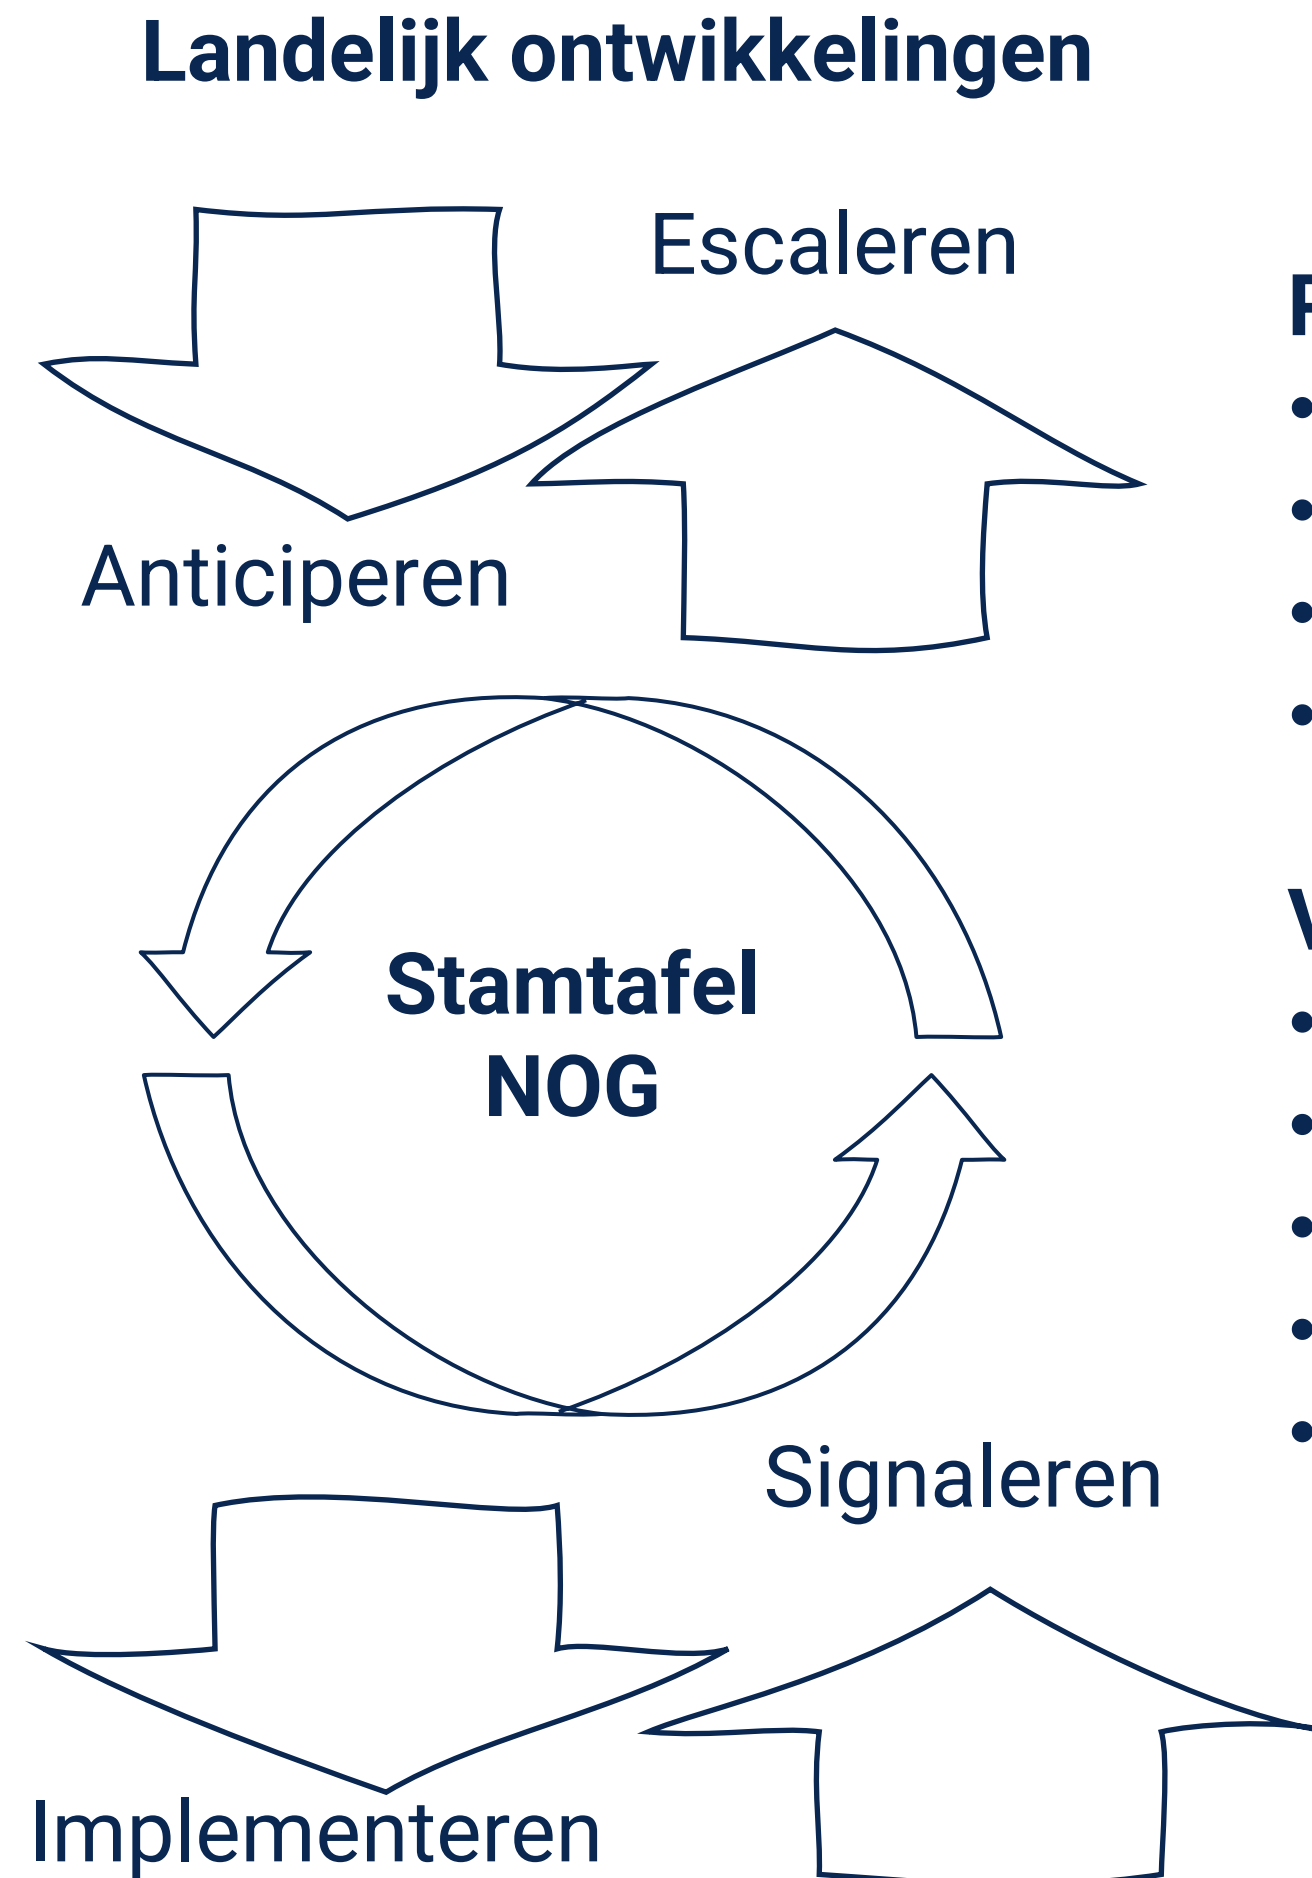 Landelijk ontwikkelingen
Escaleren
Anticiperen
Stamtafel
NOG
Signaleren
Implementeren